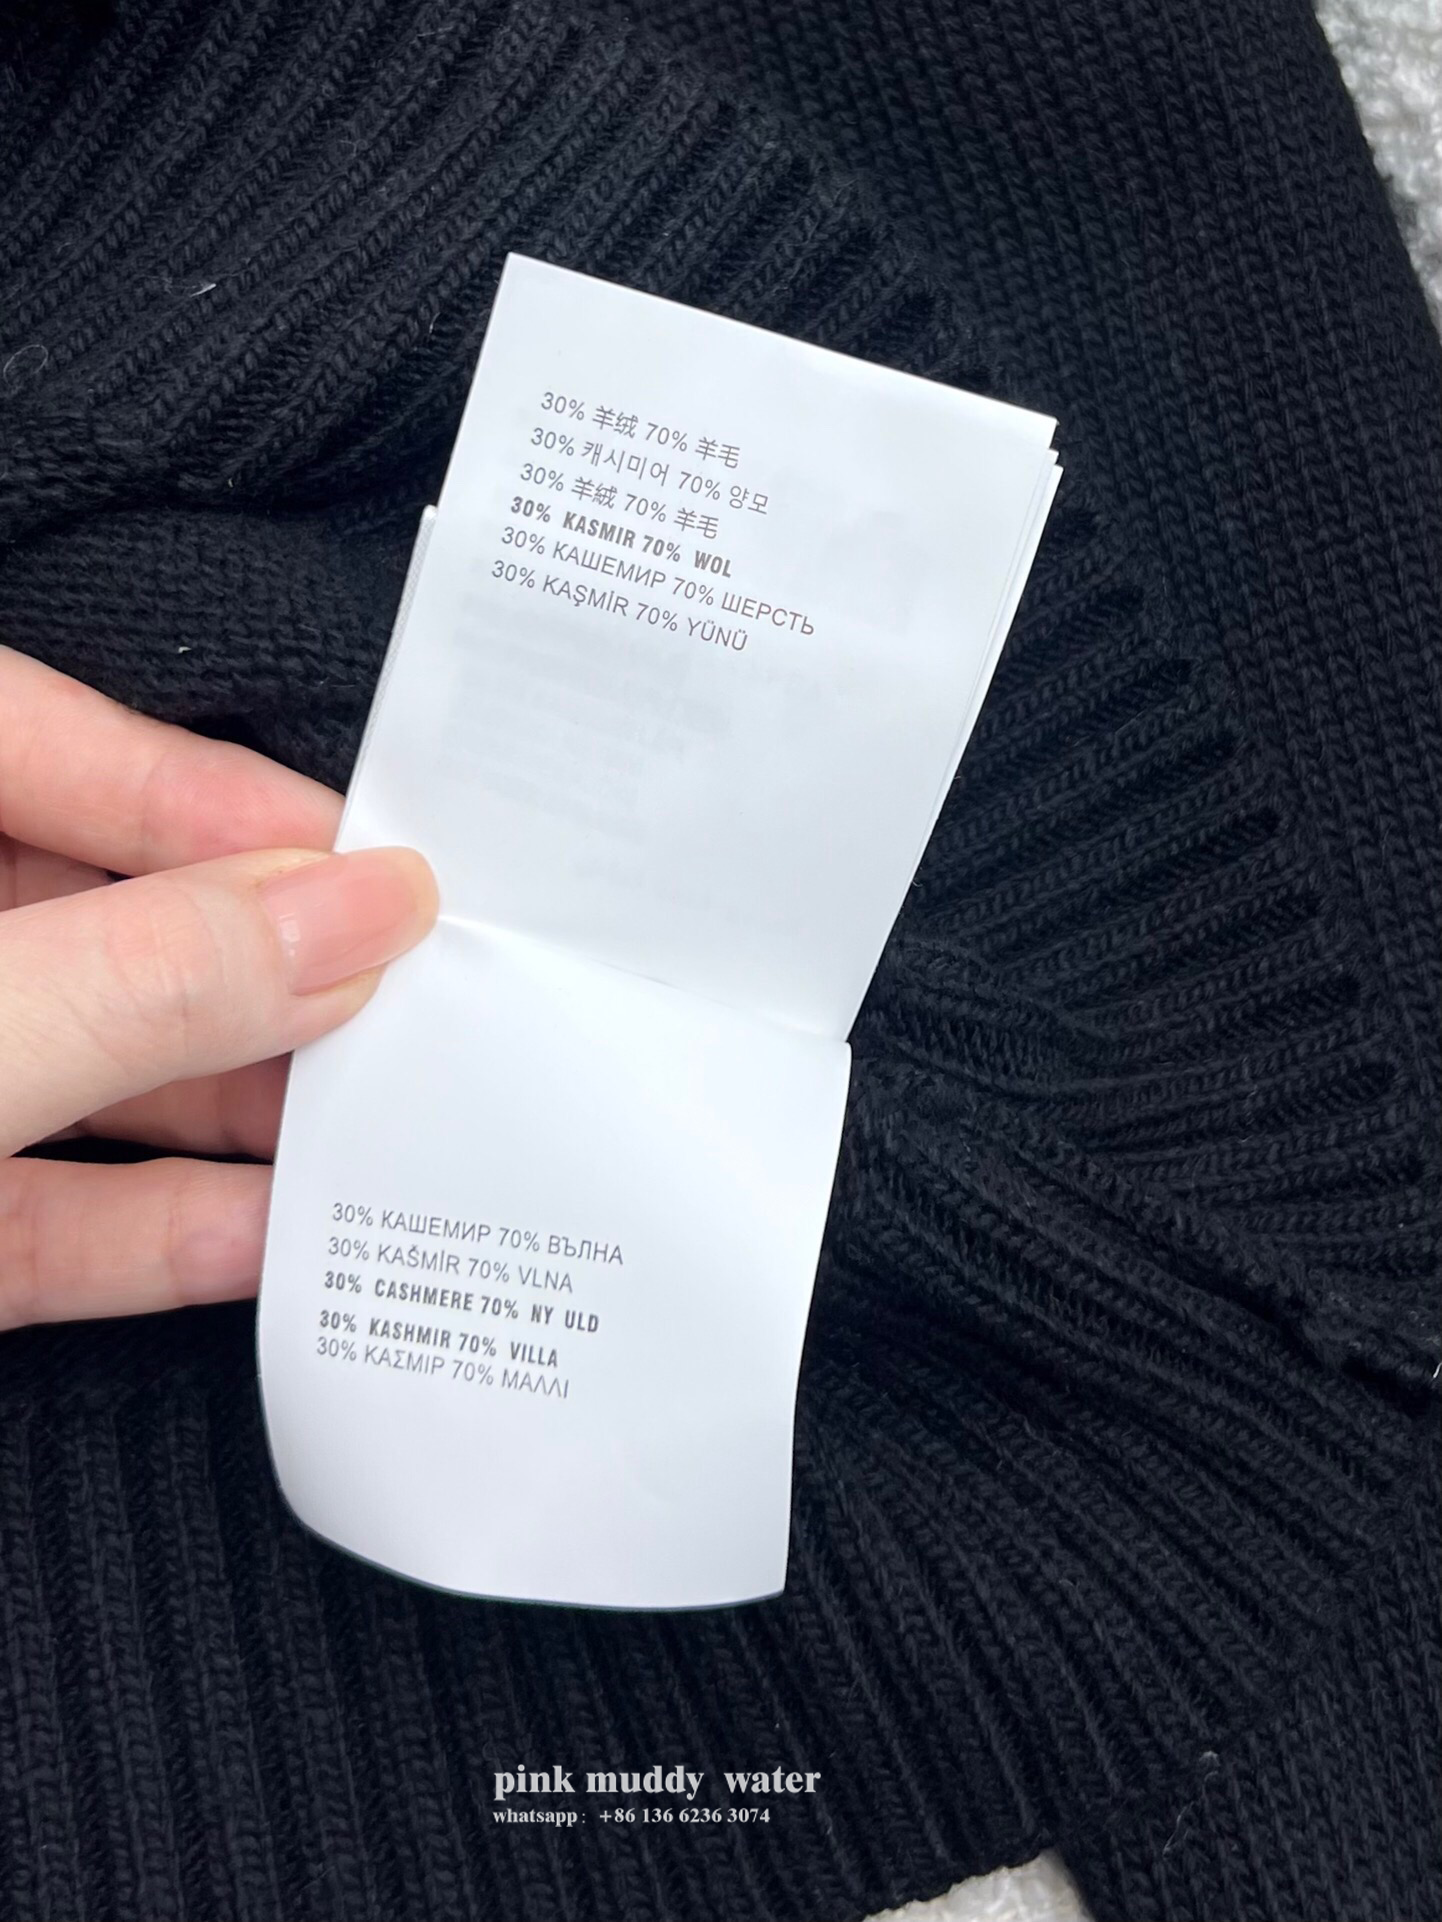 30% 羊绒 70% 羊毛
30% 캐시미어 70% 양모
30% 羊絨 70% 羊毛
30% KASMIR 70% WOL
30% КАШЕМИР 70% ШЕРСТЬ
30% KAŞMİR 70% YÜNÜ
30% КАШЕМИР 70% ВЪЛНА
30% KAŠMİR 70% VLNA
30% CASHMERE 70% NY ULD
30% KASHMIR 70% VILLA
30% ΚΑΣΜΙΡ 70% ΜΑΛΛΙ
pink muddy water
whatsapp: +86 136 6236 3074